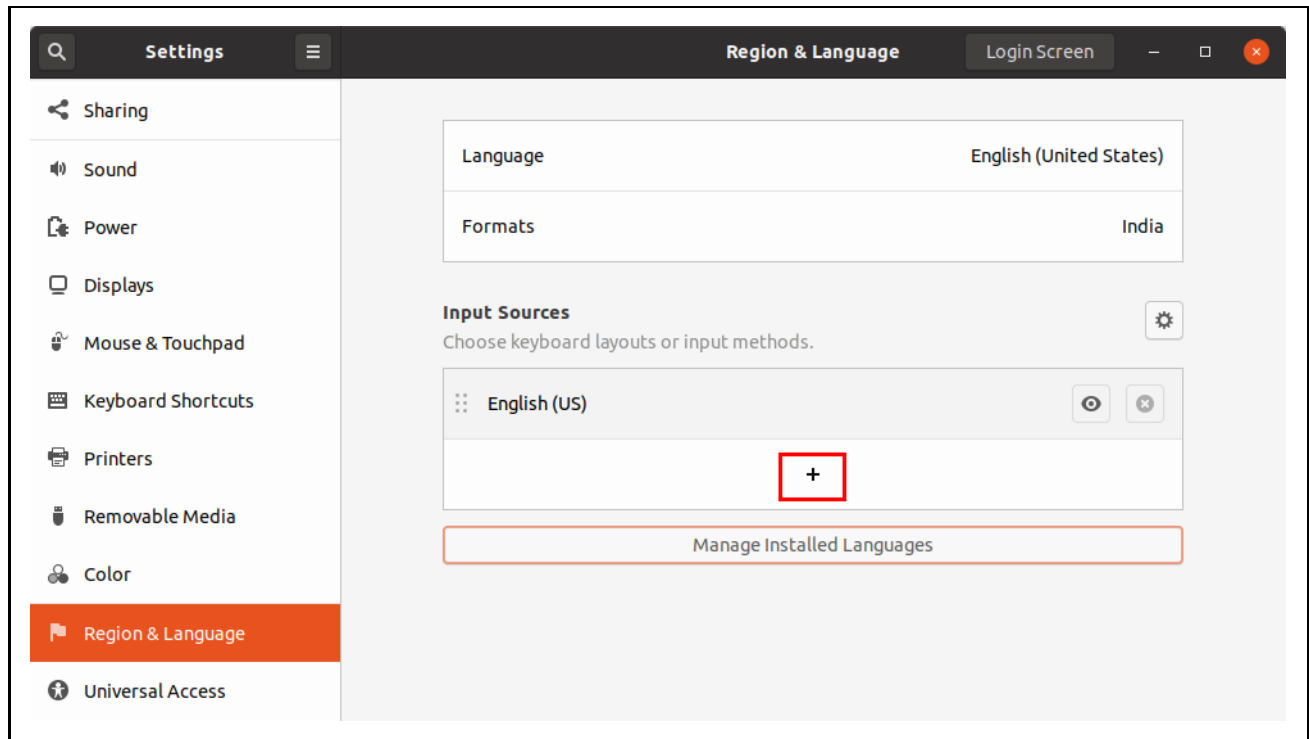 Settings
Region & Language
Login Screen
Sharing
Sound
Power
Displays
Mouse & Touchpad
Keyboard Shortcuts
Printers
Removable Media
Color
Region & Language
Universal Access
Language English (United States)
Formats India
Input Sources
Choose keyboard layouts or input methods.
English (US)
+
Manage Installed Languages